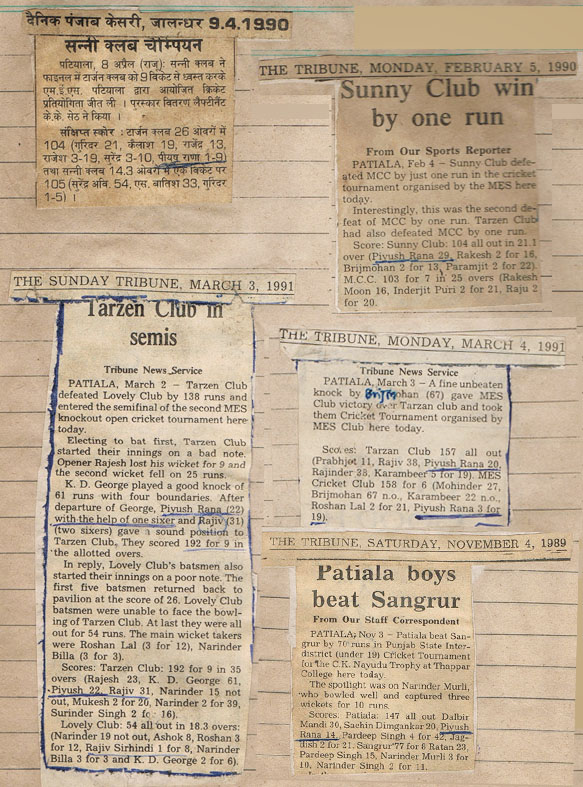 दैनिक पंजाब केसरी, जालन्धर 9.4.1990
सन्नी क्लब चैम्पियन
पटियाला, 8 अप्रैल (राजू): सन्नी क्लब ने
फाइनल में टार्जन क्लब को 9 विकेट से ध्वस्त करके
एम.ई.एस. पटियाला द्वारा आयोजित क्रिकेट
प्रतियोगिता जीत ली। पुरस्कार वितरण लैफ्टीनैंट
के.के. सेठ ने किया।
संक्षिप्त स्कोर : टार्जन क्लब 26 ओवरों में
104 (गुरिंदर 21, कैलाश 19, राजेंद्र 13,
राजेश 3-19, सुरेंद्र 3-10, पीयूष राणा 1-9)
तथा सन्नी क्लब 14.3 ओवरों में एक विकेट पर
105 (सुरेंद्र अवि. 54, एस. बातिश 33, गुरिंदर
1-5)।
THE TRIBUNE, MONDAY, FEBRUARY 5, 1990
Sunny Club win
by one run
From Our Sports Reporter
PATIALA, Feb 4 – Sunny Club defe-
ated MCC by just one run in the cricket
tournament organised by the MES here
today.
Interestingly, this was the second de-
feat of MCC by one run. Tarzen Club
had also defeated MCC by one run.
Score: Sunny Club: 104 all out in 21.1
over (Piyush Rana 29, Rakesh 2 for 16,
Brijmohan 2 for 13, Paramjit 2 for 22).
M.C.C. 103 for 7 in 25 overs (Rakesh
Moon 16, Inderjit Puri 2 for 21, Raju 2
for 20.
THE SUNDAY TRIBUNE, MARCH 3, 1991
Tarzen Club in
semis
Tribune News Service
PATIALA, March 2 – Tarzen Club
defeated Lovely Club by 138 runs and
entered the semifinal of the second MES
knockout open cricket tournament here
today.
Electing to bat first, Tarzen Club
started their innings on a bad note.
Opener Rajesh lost his wicket for 9 and
the second wicket fell on 25 runs.
K. D. George played a good knock of
61 runs with four boundaries. After
departure of George, Piyush Rana (22)
with the help of one sixer and Rajiv (31)
(two sixers) gave a sound position to
Tarzen Club. They scored 192 for 9 in
the allotted overs.
In reply, Lovely Club's batsmen also
started their innings on a poor note. The
first five batsmen returned back to
pavilion at the score of 26. Lovely Club
batsmen were unable to face the bowl-
ing of Tarzen Club. At last they were all
out for 54 runs. The main wicket takers
were Roshan Lal (3 for 12), Narinder
Billa (3 for 3).
Scores: Tarzen Club: 192 for 9 in 35
overs (Rajesh 23, K. D. George 61,
Piyush 22, Rajiv 31, Narinder 15 not
out, Mukesh 2 for 20, Narinder 2 for 39,
Surinder Singh 2 for 16).
Lovely Club: 54 all out in 18.3 overs:
(Narinder 19 not out, Ashok 8, Roshan 3
for 12, Rajiv Sirhindi 1 for 8, Narinder
Billa 3 for 3 and K. D. George 2 for 6).
THE TRIBUNE, MONDAY, MARCH 4, 1991
Tribune News Service
PATIALA, March 3 – A fine unbeaten
knock by Brijmohan (67) gave MES
Club victory over Tarzan club and took
them Cricket Tournament organised by
MES Club here today.
Scores: Tarzan Club 157 all out
(Prabhjot 11, Rajiv 38, Piyush Rana 20,
Rajinder 23, Karambeer 5 for 19). MES
Cricket Club 158 for 6 (Mohinder 27,
Brijmohan 67 n.o., Karambeer 22 n.o.,
Roshan Lal 2 for 21, Piyush Rana 3 for
19).
THE TRIBUNE, SATURDAY, NOVEMBER 4, 1989
Patiala boys
beat Sangrur
From Our Staff Correspondent
PATIALA, Nov 3 – Patiala beat San-
grur by 70 runs in Punjab State Inter-
district (under 19) Cricket Tournament
for the C.K. Nayudu Trophy at Thappar
College here today.
The spotlight was on Narinder Murli,
who bowled well and captured three
wickets for 10 runs.
Scores. Patiala: 147 all out Dalbir
Mandi 30, Sachin Dimgankar 20, Piyush
Rana 14, Pardeep Singh 4 for 42, Jag-
dish 2 for 21. Sangrur 77 for 6 Ratan 23,
Pardeep Singh 15, Narinder Murli 3 for
10, Narinder Singh 2 for 11.